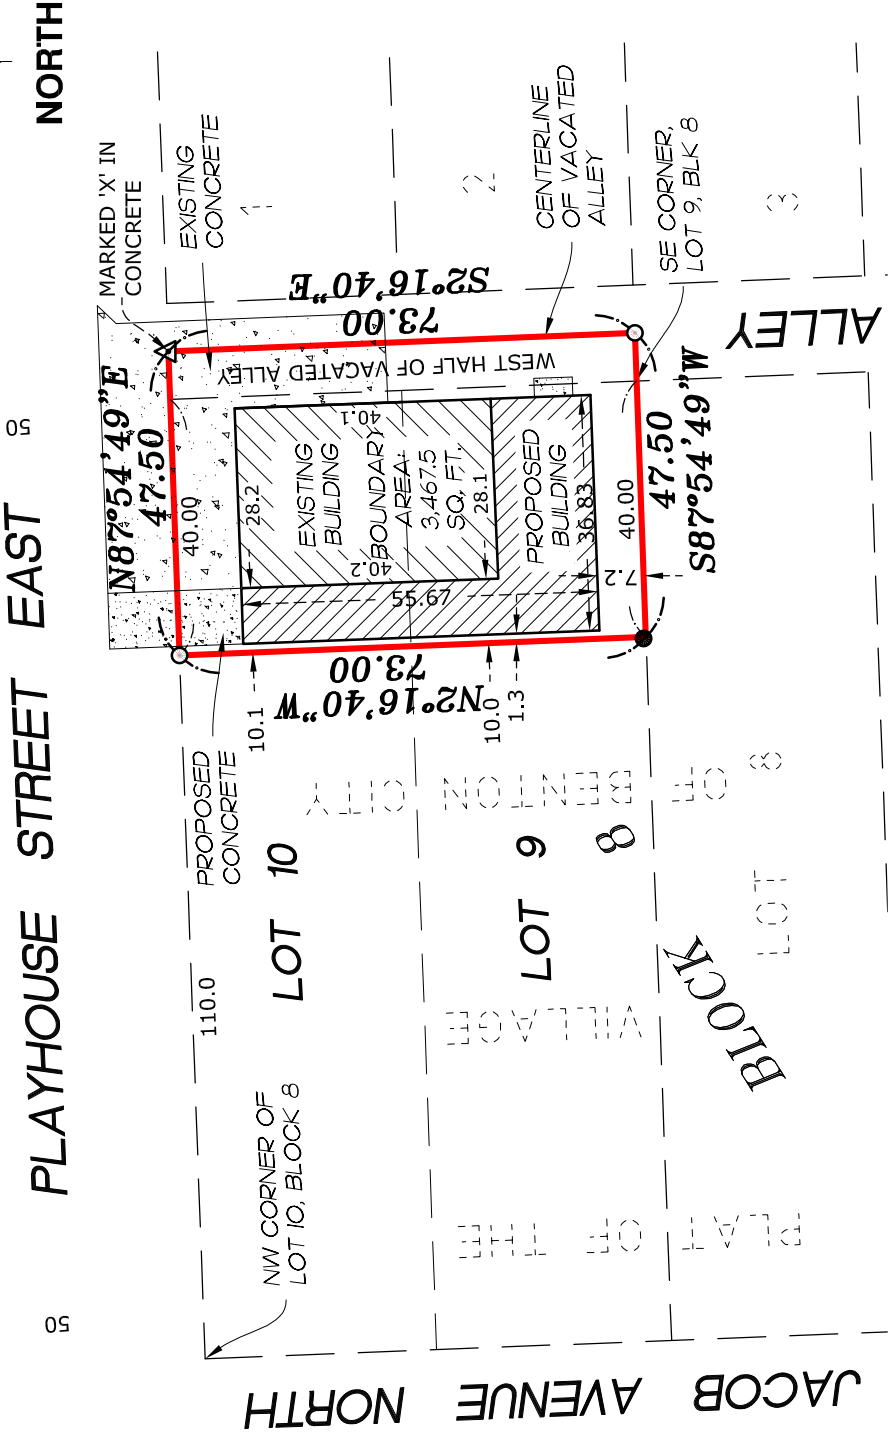 NORTH
PLAYHOUSE STREET EAST
50
50
MARKED 'X' IN
CONCRETE
EXISTING
CONCRETE
1
2
3
CENTERLINE
OF VACATED
ALLEY
SE CORNER,
LOT 9, BLK 8
ALLEY
N87°54'49"E
47.50
40.00
S2°16'40"E
73.00
WEST HALF OF VACATED ALLEY
40.1
28.2
EXISTING
BUILDING
BOUNDARY
AREA:
3,467.5
SQ. FT.
28.1
40.2
PROPOSED
BUILDING
36.83
55.67
7.2
40.00
47.50
S87°54'49"W
73.00
N2°16'40"W
10.1
10.0
1.3
PROPOSED
CONCRETE
110.0
LOT 10
LOT 9
BLOCK 8
LOT 8
PLAT OF THE
VILLAGE
OF BENTON CITY
NW CORNER OF
LOT 10, BLOCK 8
JACOB AVENUE NORTH